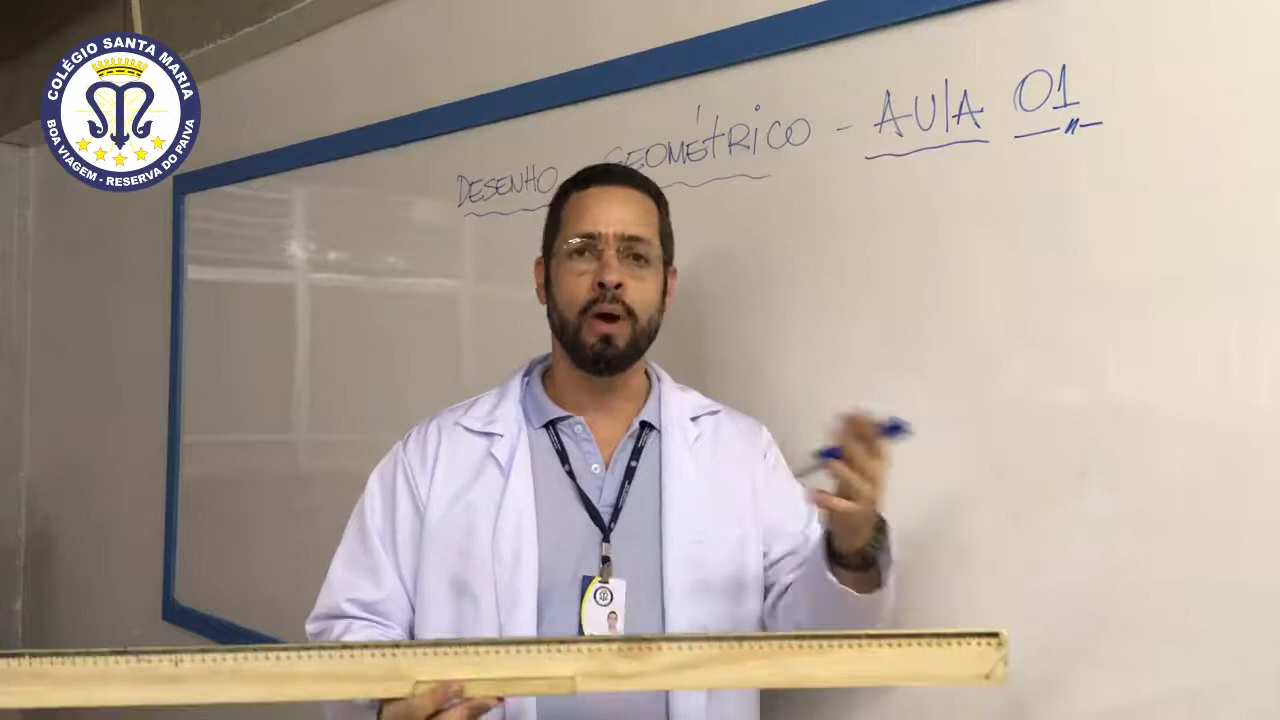 COLÉGIO SANTA MARIA
BOA VIAGEM - RESERVA DO PAIVA
DESENHO GEOMÉTRICO - AULA 01